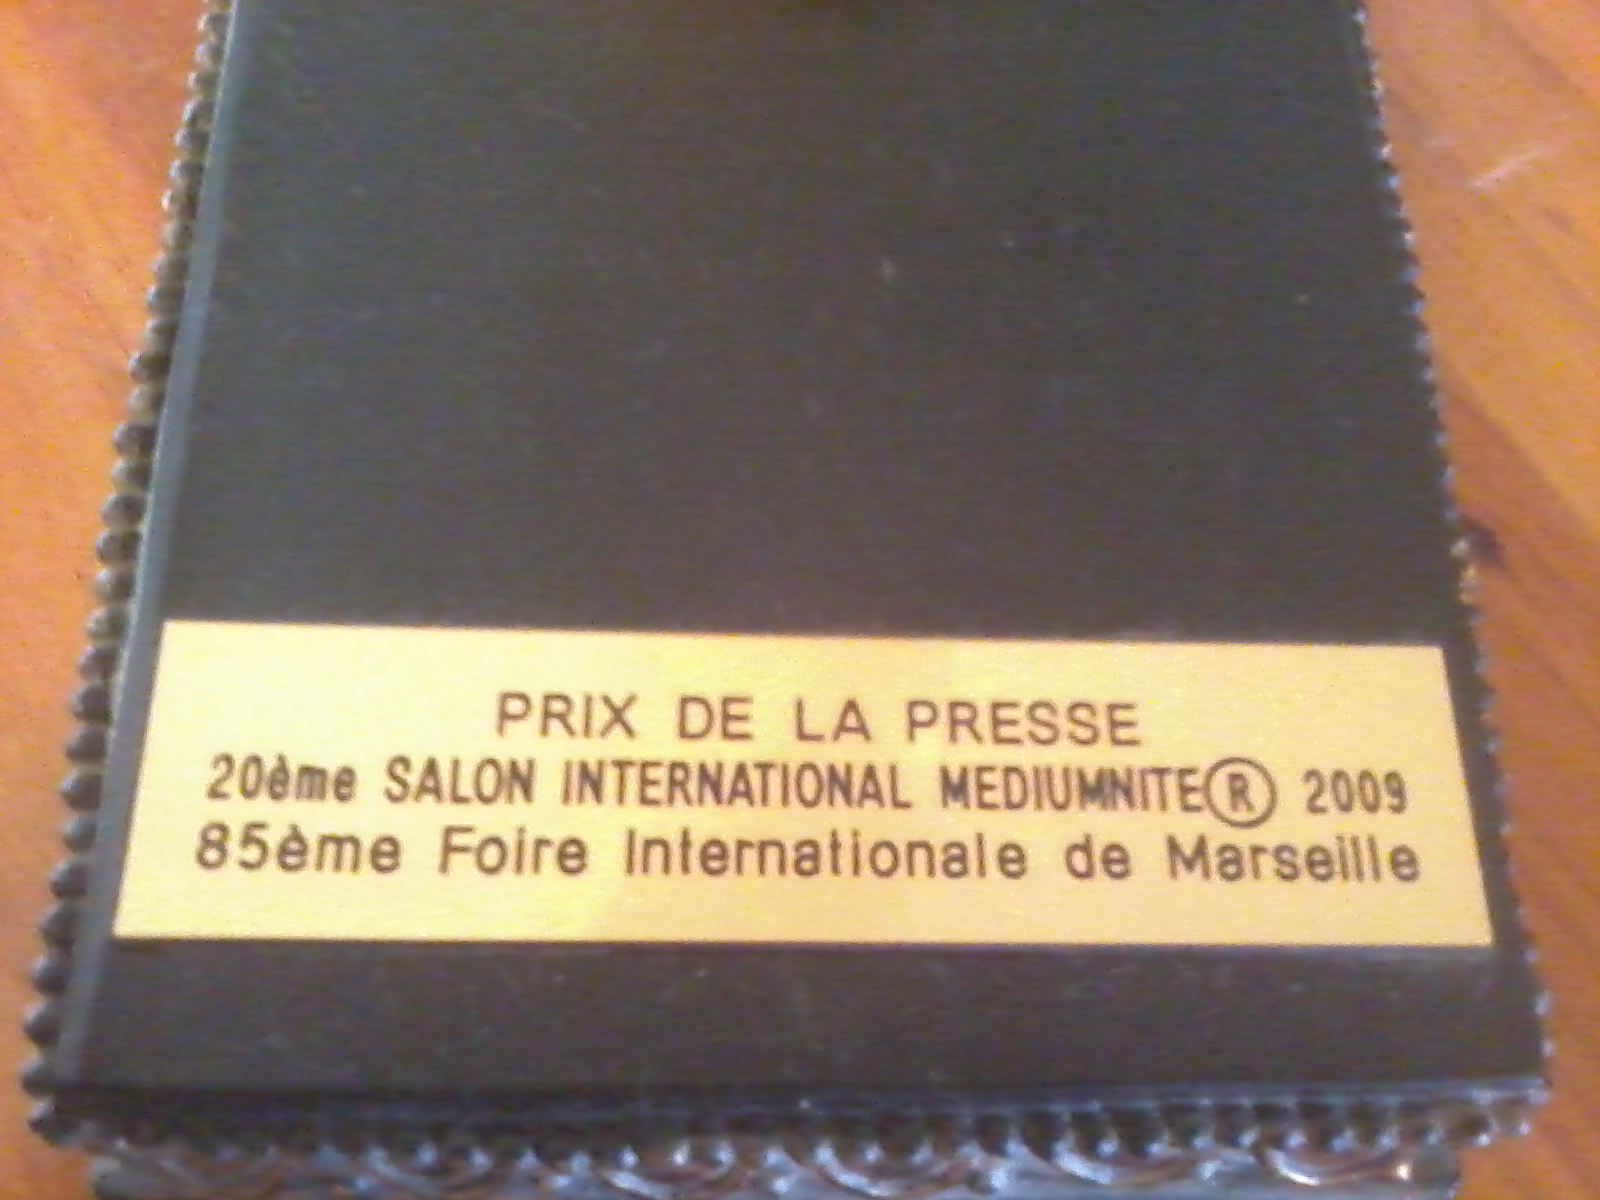 PRIX DE LA PRESSE
20ème SALON INTERNATIONAL MEDIUMNITE® 2009
85ème Foire Internationale de Marseille